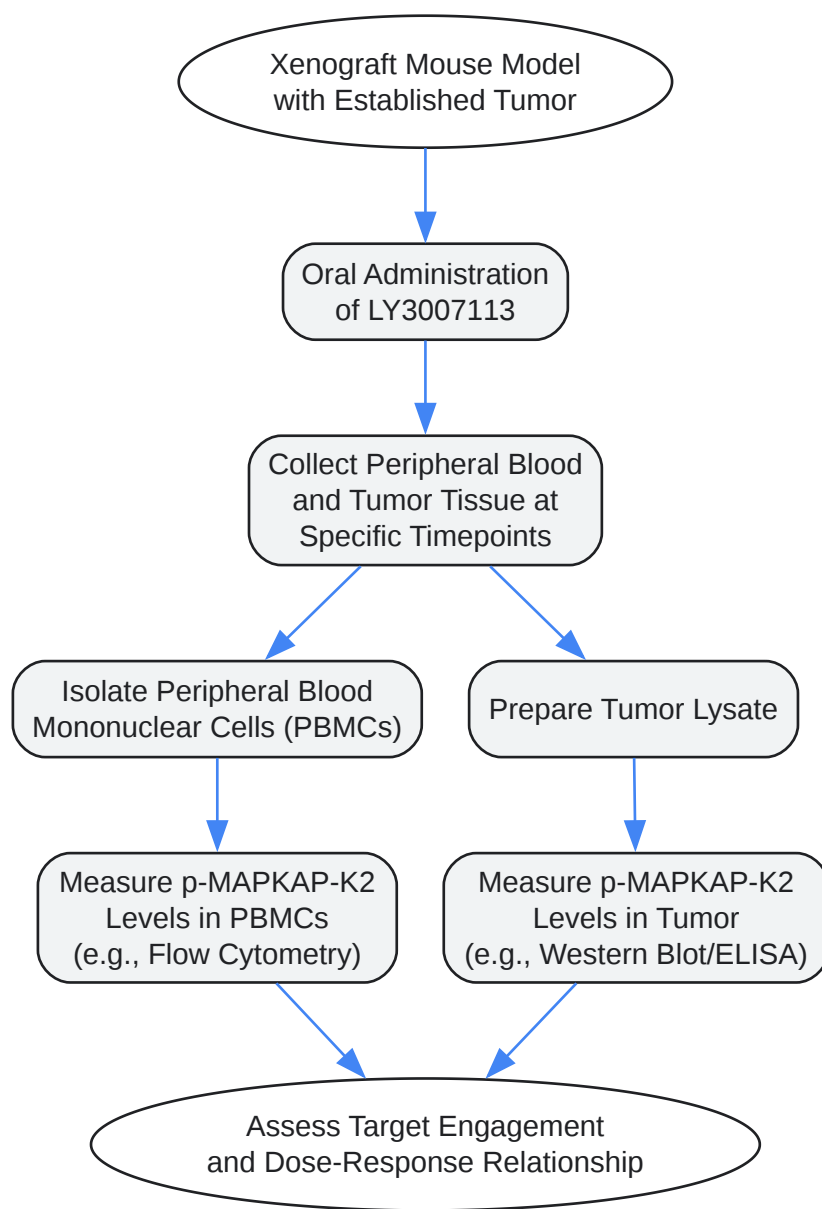 Xenograft Mouse Model
with Established Tumor
Oral Administration
of LY3007113
Collect Peripheral Blood
and Tumor Tissue at
Specific Timepoints
Isolate Peripheral Blood
Mononuclear Cells (PBMCs)
Prepare Tumor Lysate
Measure p-MAPKAP-K2
Levels in PBMCs
(e.g., Flow Cytometry)
Measure p-MAPKAP-K2
Levels in Tumor
(e.g., Western Blot/ELISA)
Assess Target Engagement
and Dose-Response Relationship